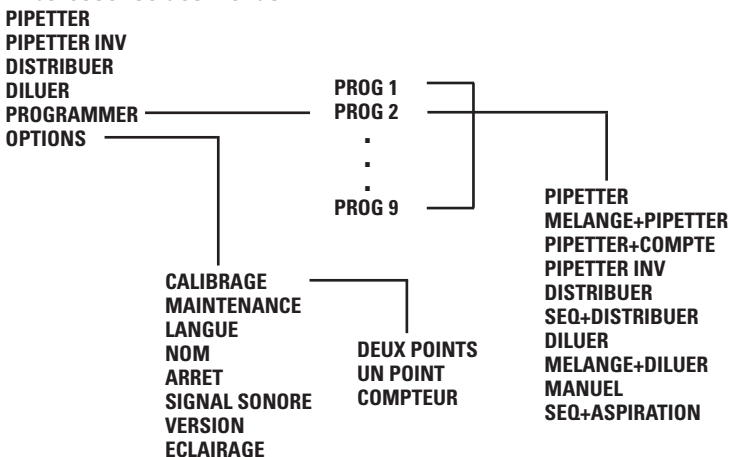 PIPETTER
PIPETTER INV
DISTRIBUER
DILUER
PROGRAMMER
OPTIONS
PROG 1
PROG 2
.
.
.
PROG 9
PIPETTER
MELANGE+PIPETTER
PIPETTER+COMPTE
PIPETTER INV
DISTRIBUER
SEQ+DISTRIBUER
DILUER
MELANGE+DILUER
MANUEL
SEQ+ASPIRATION
CALIBRAGE
MAINTENANCE
LANGUE
NOM
ARRET
SIGNAL SONORE
VERSION
ECLAIRAGE
DEUX POINTS
UN POINT
COMPTEUR